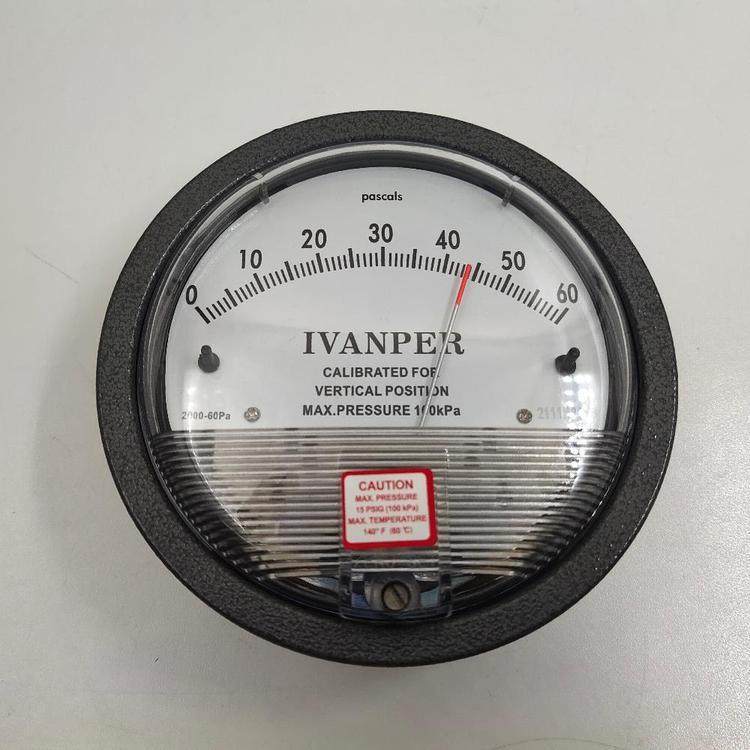 pascals
0 10 20 30 40 50 60
IVANPER
CALIBRATED FOR
VERTICAL POSITION
MAX.PRESSURE 100kPa
2000-60Pa
CAUTION
MAX. PRESSURE
15 PSIG (100 kPa)
MAX. TEMPERATURE
140° F (60 °C)